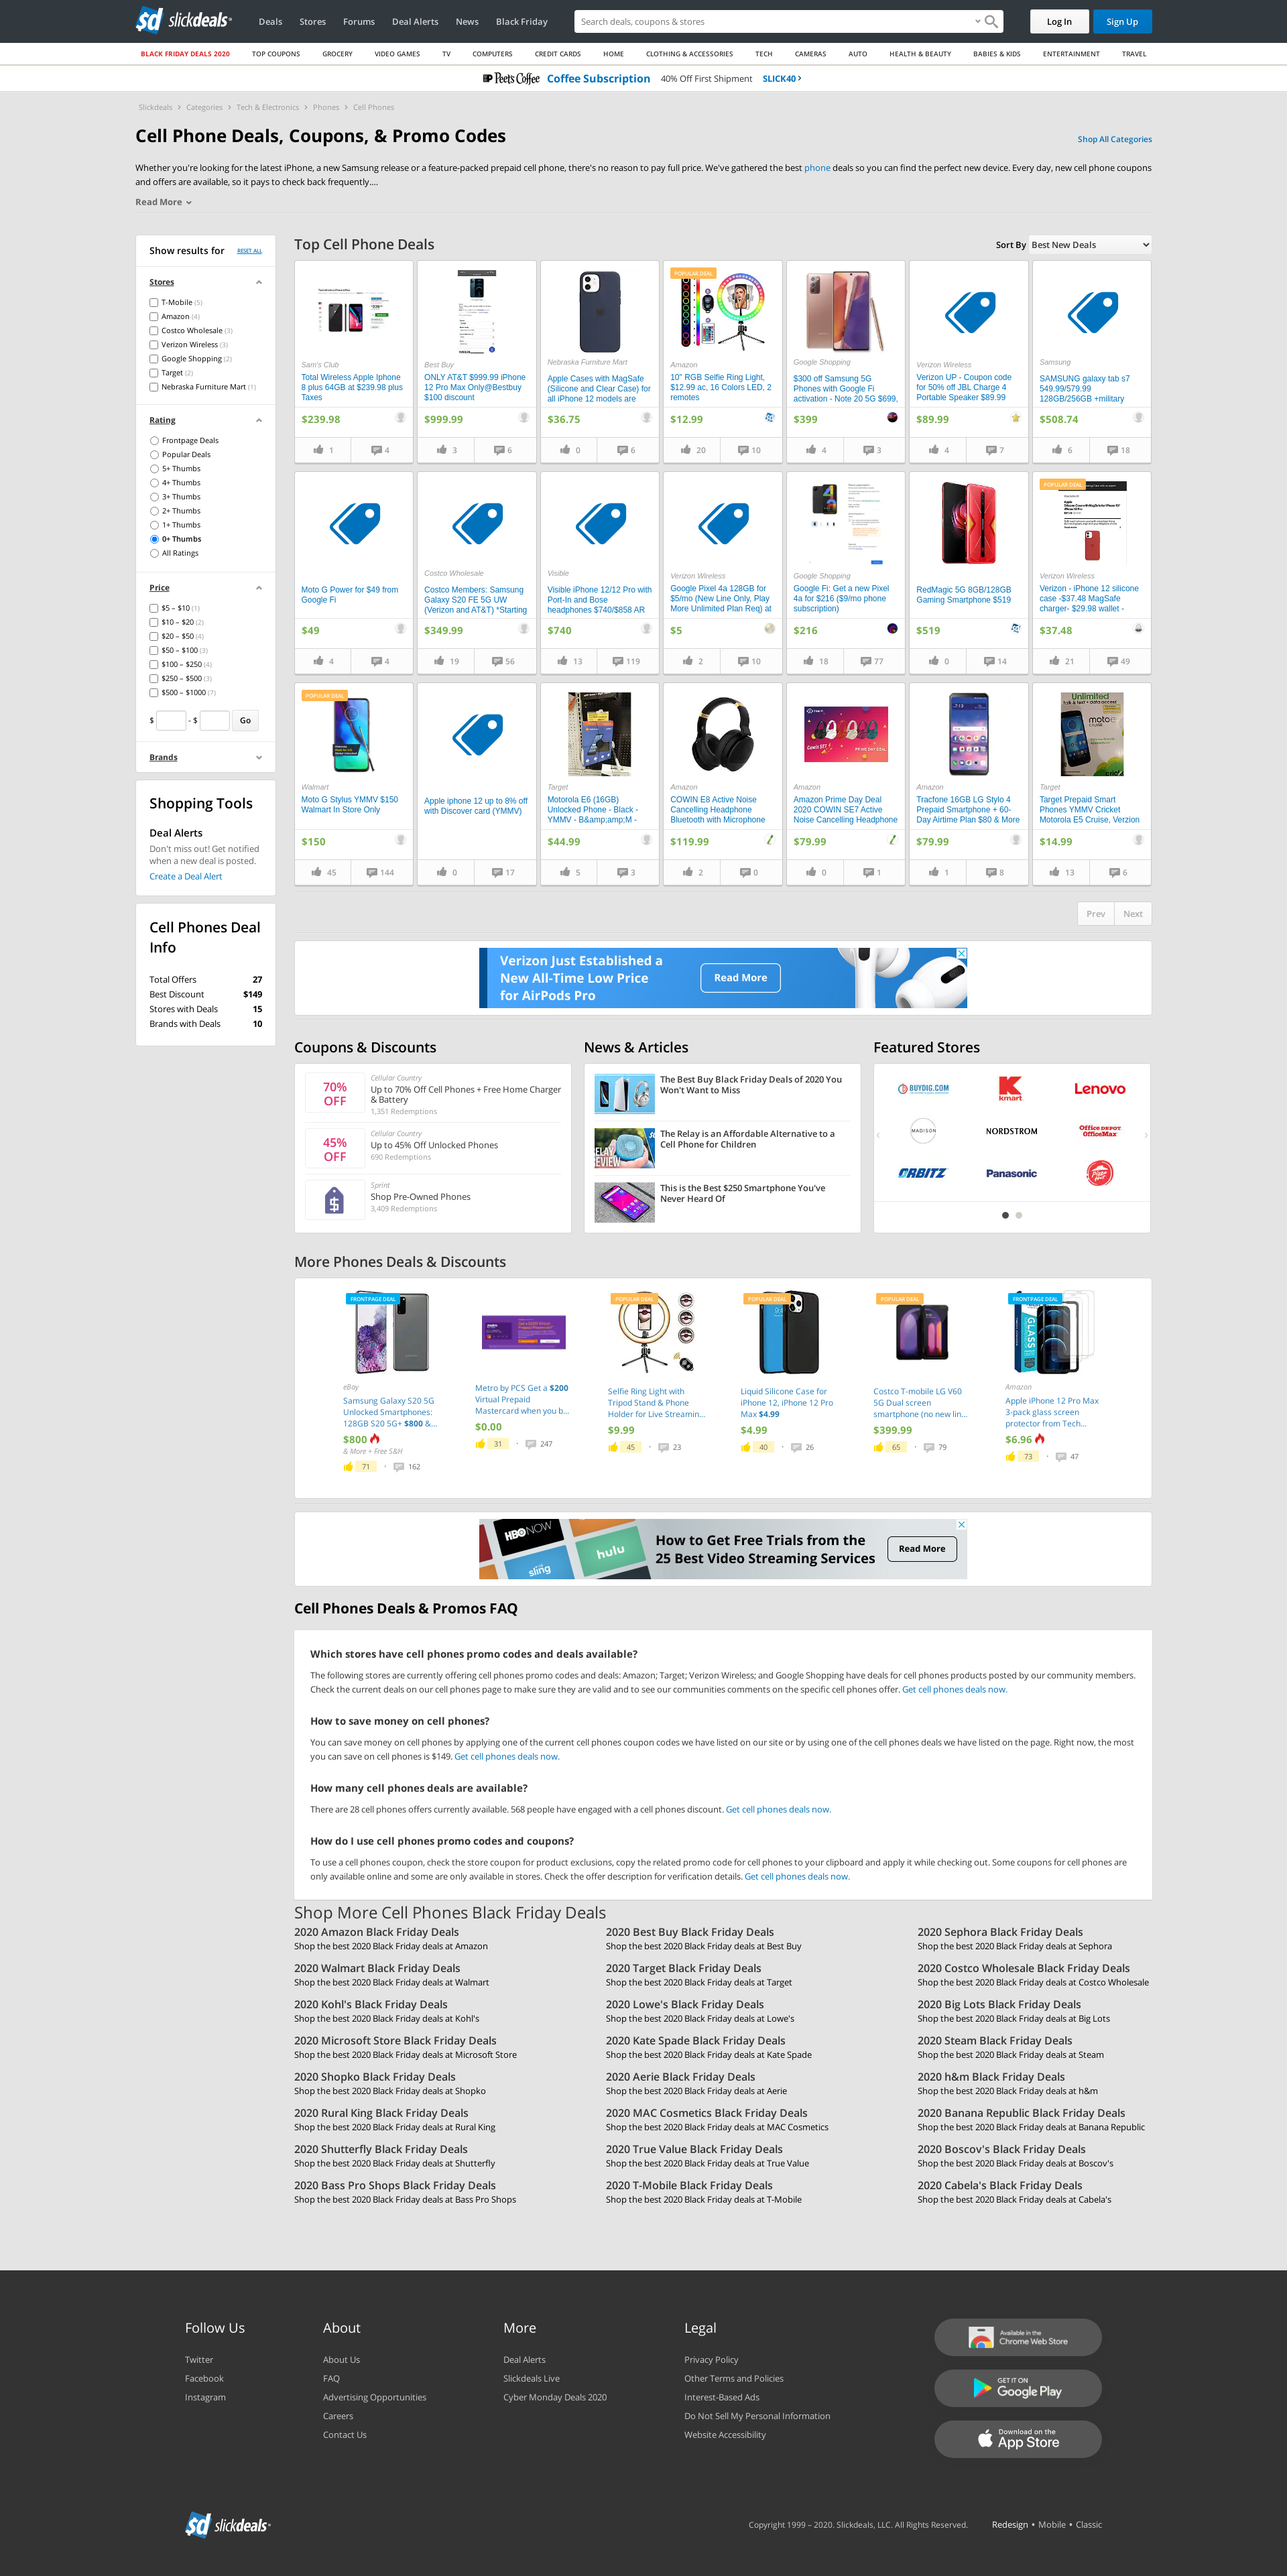 sd slickdeals
Deals Stores Forums Deal Alerts News Black Friday
Search deals, coupons & stores
Log In
Sign Up
BLACK FRIDAY DEALS 2020 TOP COUPONS GROCERY VIDEO GAMES TV COMPUTERS CREDIT CARDS HOME CLOTHING & ACCESSORIES TECH CAMERAS AUTO HEALTH & BEAUTY BABIES & KIDS ENTERTAINMENT TRAVEL
Peet's Coffee Coffee Subscription 40% Off First Shipment SLICK40
Slickdeals › Categories › Tech & Electronics › Phones › Cell Phones
Cell Phone Deals, Coupons, & Promo Codes
Shop All Categories
Whether you're looking for the latest iPhone, a new Samsung release or a feature-packed prepaid cell phone, there's no reason to pay full price. We've gathered the best phone deals so you can find the perfect new device. Every day, new cell phone coupons
and offers are available, so it pays to check back frequently....
Read More
Show results for
RESET ALL
Stores
T-Mobile (5)
Amazon (4)
Costco Wholesale (3)
Verizon Wireless (3)
Google Shopping (2)
Target (2)
Nebraska Furniture Mart (1)
Rating
Frontpage Deals
Popular Deals
5+ Thumbs
4+ Thumbs
3+ Thumbs
2+ Thumbs
1+ Thumbs
0+ Thumbs
All Ratings
Price
$5 – $10 (1)
$10 – $20 (2)
$20 – $50 (4)
$50 – $100 (3)
$100 – $250 (4)
$250 – $500 (3)
$500 – $1000 (7)
$ - $ Go
Brands
Shopping Tools
Deal Alerts
Don't miss out! Get notified
when a new deal is posted.
Create a Deal Alert
Cell Phones Deal
Info
Total Offers 27
Best Discount $149
Stores with Deals 15
Brands with Deals 10
Top Cell Phone Deals
Sort By Best New Deals
Sam's Club
Total Wireless Apple Iphone
8 plus 64GB at $239.98 plus
Taxes
$239.98
1 4
Best Buy
ONLY AT&T $999.99 iPhone
12 Pro Max Only@Bestbuy
$100 discount
$999.99
3 6
Nebraska Furniture Mart
Apple Cases with MagSafe
(Silicone and Clear Case) for
all iPhone 12 models are
$36.75
0 6
POPULAR DEAL
Amazon
10" RGB Selfie Ring Light,
$12.99 ac, 16 Colors LED, 2
remotes
$12.99
20 10
Google Shopping
$300 off Samsung 5G
Phones with Google Fi
activation - Note 20 5G $699,
$399
4 3
Verizon Wireless
Verizon UP - Coupon code
for 50% off JBL Charge 4
Portable Speaker $89.99
$89.99
4 7
Samsung
SAMSUNG galaxy tab s7
549.99/579.99
128GB/256GB +military
$508.74
6 18
Moto G Power for $49 from
Google Fi
$49
4 4
Costco Wholesale
Costco Members: Samsung
Galaxy S20 FE 5G UW
(Verizon and AT&T) *Starting
$349.99
19 56
Visible
Visible iPhone 12/12 Pro with
Port-In and Bose
headphones $740/$858 AR
$740
13 119
Verizon Wireless
Google Pixel 4a 128GB for
$5/mo (New Line Only, Play
More Unlimited Plan Req) at
$5
2 10
Google Shopping
Google Fi: Get a new Pixel
4a for $216 ($9/mo phone
subscription)
$216
18 77
RedMagic 5G 8GB/128GB
Gaming Smartphone $519
$519
0 14
POPULAR DEAL
Verizon Wireless
Verizon - iPhone 12 silicone
case -$37.48 MagSafe
charger- $29.98 wallet -
$37.48
21 49
POPULAR DEAL
Walmart
Moto G Stylus YMMV $150
Walmart In Store Only
$150
45 144
Apple iphone 12 up to 8% off
with Discover card (YMMV)
0 17
Target
Motorola E6 (16GB)
Unlocked Phone - Black -
YMMV - B&amp;amp;M -
$44.99
5 3
Amazon
COWIN E8 Active Noise
Cancelling Headphone
Bluetooth with Microphone
$119.99
2 0
Amazon
Amazon Prime Day Deal
2020 COWIN SE7 Active
Noise Cancelling Headphone
$79.99
0 1
Amazon
Tracfone 16GB LG Stylo 4
Prepaid Smartphone + 60-
Day Airtime Plan $80 & More
$79.99
1 8
Target
Target Prepaid Smart
Phones YMMV Cricket
Motorola E5 Cruise, Verzion
$14.99
13 6
Prev Next
Verizon Just Established a
New All-Time Low Price
for AirPods Pro
Read More
Coupons & Discounts
70%
OFF
Cellular Country
Up to 70% Off Cell Phones + Free Home Charger
& Battery
1,351 Redemptions
45%
OFF
Cellular Country
Up to 45% Off Unlocked Phones
690 Redemptions
Sprint
Shop Pre-Owned Phones
3,409 Redemptions
News & Articles
The Best Buy Black Friday Deals of 2020 You
Won't Want to Miss
The Relay is an Affordable Alternative to a
Cell Phone for Children
This is the Best $250 Smartphone You've
Never Heard Of
Featured Stores
BUYDIG.COM
kmart
Lenovo
MADISON
NORDSTROM
Office DEPOT
OfficeMax
ORBITZ
Panasonic
More Phones Deals & Discounts
FRONTPAGE DEAL
eBay
Samsung Galaxy S20 5G
Unlocked Smartphones:
128GB S20 5G+ $800 &...
$800
& More + Free S&H
71 • 162
Metro by PCS Get a $200
Virtual Prepaid
Mastercard when you b...
$0.00
31 • 247
POPULAR DEAL
Selfie Ring Light with
Tripod Stand & Phone
Holder for Live Streamin...
$9.99
45 • 23
POPULAR DEAL
Liquid Silicone Case for
iPhone 12, iPhone 12 Pro
Max $4.99
$4.99
40 • 26
POPULAR DEAL
Costco T-mobile LG V60
5G Dual screen
smartphone (no new lin...
$399.99
65 • 79
FRONTPAGE DEAL
Amazon
Apple iPhone 12 Pro Max
3-pack glass screen
protector from Tech...
$6.96
73 • 47
HBO NOW
hulu
sling
How to Get Free Trials from the
25 Best Video Streaming Services
Read More
Cell Phones Deals & Promos FAQ
Which stores have cell phones promo codes and deals available?
The following stores are currently offering cell phones promo codes and deals: Amazon; Target; Verizon Wireless; and Google Shopping have deals for cell phones products posted by our community members.
Check the current deals on our cell phones page to make sure they are valid and to see our communities comments on the specific cell phones offer. Get cell phones deals now.
How to save money on cell phones?
You can save money on cell phones by applying one of the current cell phones coupon codes we have listed on our site or by using one of the cell phones deals we have listed on the page. Right now, the most
you can save on cell phones is $149. Get cell phones deals now.
How many cell phones deals are available?
There are 28 cell phones offers currently available. 568 people have engaged with a cell phones discount. Get cell phones deals now.
How do I use cell phones promo codes and coupons?
To use a cell phones coupon, check the store coupon for product exclusions, copy the related promo code for cell phones to your clipboard and apply it while checking out. Some coupons for cell phones are
only available online and some are only available in stores. Check the offer description for verification details. Get cell phones deals now.
Shop More Cell Phones Black Friday Deals
2020 Amazon Black Friday Deals
Shop the best 2020 Black Friday deals at Amazon
2020 Best Buy Black Friday Deals
Shop the best 2020 Black Friday deals at Best Buy
2020 Sephora Black Friday Deals
Shop the best 2020 Black Friday deals at Sephora
2020 Walmart Black Friday Deals
Shop the best 2020 Black Friday deals at Walmart
2020 Target Black Friday Deals
Shop the best 2020 Black Friday deals at Target
2020 Costco Wholesale Black Friday Deals
Shop the best 2020 Black Friday deals at Costco Wholesale
2020 Kohl's Black Friday Deals
Shop the best 2020 Black Friday deals at Kohl's
2020 Lowe's Black Friday Deals
Shop the best 2020 Black Friday deals at Lowe's
2020 Big Lots Black Friday Deals
Shop the best 2020 Black Friday deals at Big Lots
2020 Microsoft Store Black Friday Deals
Shop the best 2020 Black Friday deals at Microsoft Store
2020 Kate Spade Black Friday Deals
Shop the best 2020 Black Friday deals at Kate Spade
2020 Steam Black Friday Deals
Shop the best 2020 Black Friday deals at Steam
2020 Shopko Black Friday Deals
Shop the best 2020 Black Friday deals at Shopko
2020 Aerie Black Friday Deals
Shop the best 2020 Black Friday deals at Aerie
2020 h&m Black Friday Deals
Shop the best 2020 Black Friday deals at h&m
2020 Rural King Black Friday Deals
Shop the best 2020 Black Friday deals at Rural King
2020 MAC Cosmetics Black Friday Deals
Shop the best 2020 Black Friday deals at MAC Cosmetics
2020 Banana Republic Black Friday Deals
Shop the best 2020 Black Friday deals at Banana Republic
2020 Shutterfly Black Friday Deals
Shop the best 2020 Black Friday deals at Shutterfly
2020 True Value Black Friday Deals
Shop the best 2020 Black Friday deals at True Value
2020 Boscov's Black Friday Deals
Shop the best 2020 Black Friday deals at Boscov's
2020 Bass Pro Shops Black Friday Deals
Shop the best 2020 Black Friday deals at Bass Pro Shops
2020 T-Mobile Black Friday Deals
Shop the best 2020 Black Friday deals at T-Mobile
2020 Cabela's Black Friday Deals
Shop the best 2020 Black Friday deals at Cabela's
Follow Us
Twitter
Facebook
Instagram
About
About Us
FAQ
Advertising Opportunities
Careers
Contact Us
More
Deal Alerts
Slickdeals Live
Cyber Monday Deals 2020
Legal
Privacy Policy
Other Terms and Policies
Interest-Based Ads
Do Not Sell My Personal Information
Website Accessibility
Available in the
Chrome Web Store
GET IT ON
Google Play
Download on the
App Store
sd slickdeals
Copyright 1999 – 2020. Slickdeals, LLC. All Rights Reserved.
Redesign • Mobile • Classic